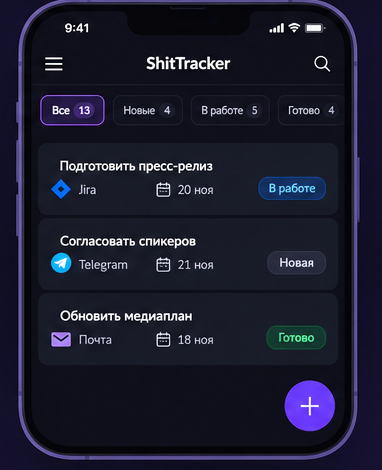 9:41
ShitTracker
Все 13 Новые 4 В работе 5 Готово 4
Подготовить пресс-релиз
Jira 20 ноя В работе
Согласовать спикеров
Telegram 21 ноя Новая
Обновить медиаплан
Почта 18 ноя Готово